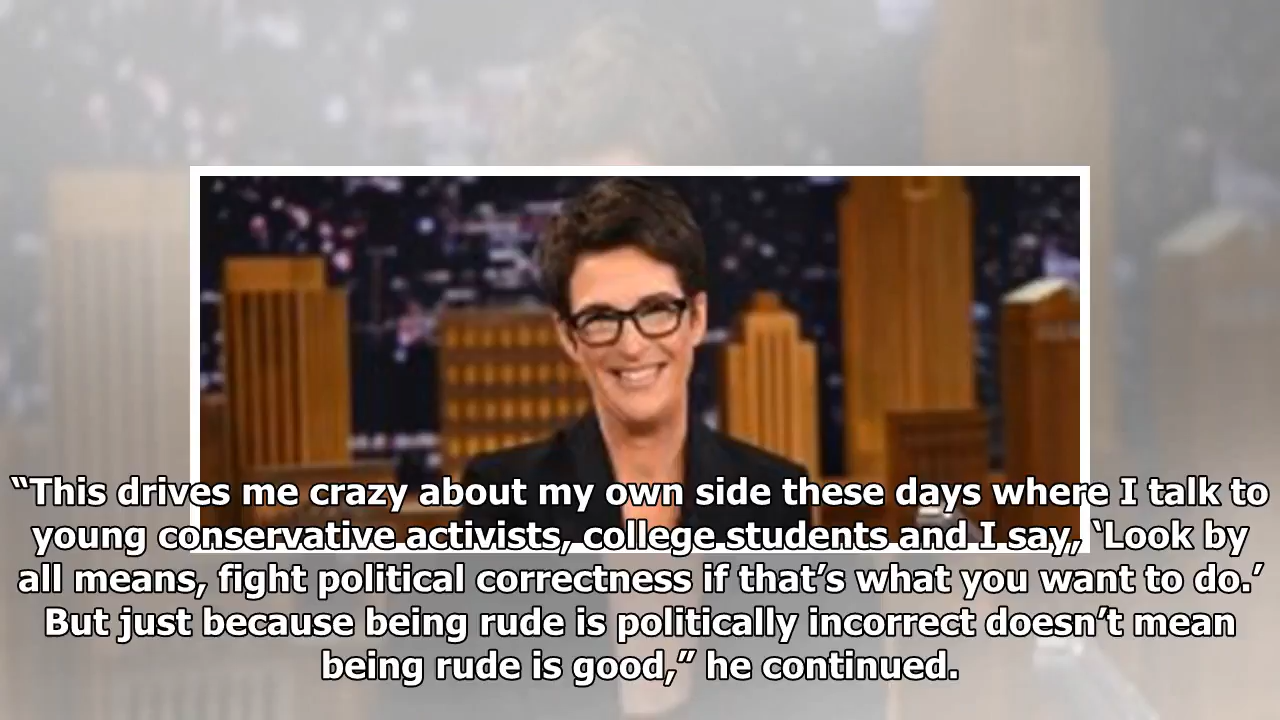 “This drives me crazy about my own side these days where I talk to
young conservative activists, college students and I say, ‘Look by
all means, fight political correctness if that’s what you want to do.’
But just because being rude is politically incorrect doesn’t mean
being rude is good,” he continued.